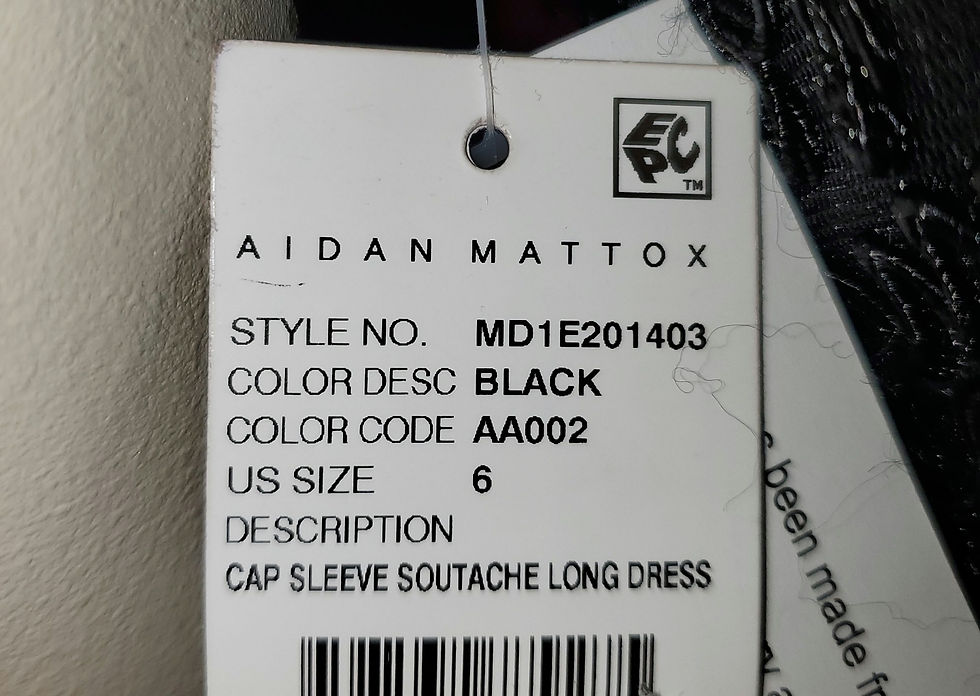 EPC
TM
AIDAN MATTOX
STYLE NO. MD1E201403
COLOR DESC BLACK
COLOR CODE AA002
US SIZE 6
DESCRIPTION
CAP SLEEVE SOUTACHE LONG DRESS
been made